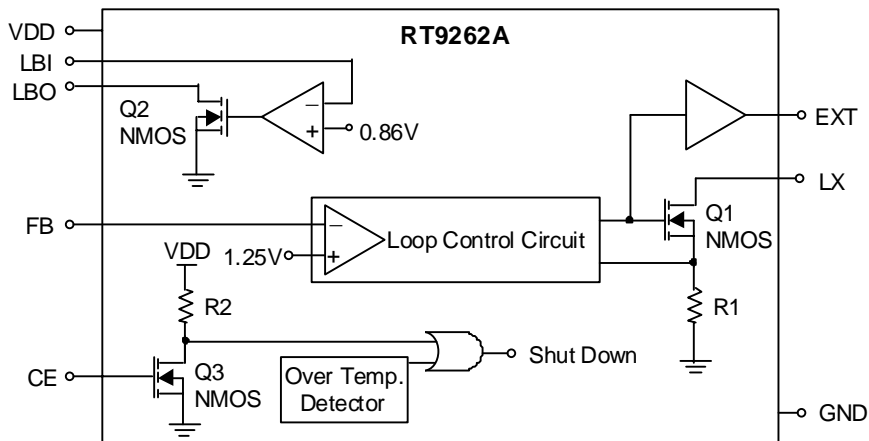 RT9262A
VDD
LBI
LBO
Q2
NMOS
−
+
0.86V
EXT
LX
FB
−
+
1.25V
Loop Control Circuit
Q1
NMOS
VDD
R2
R1
Shut Down
CE
Q3
NMOS
Over Temp.
Detector
GND